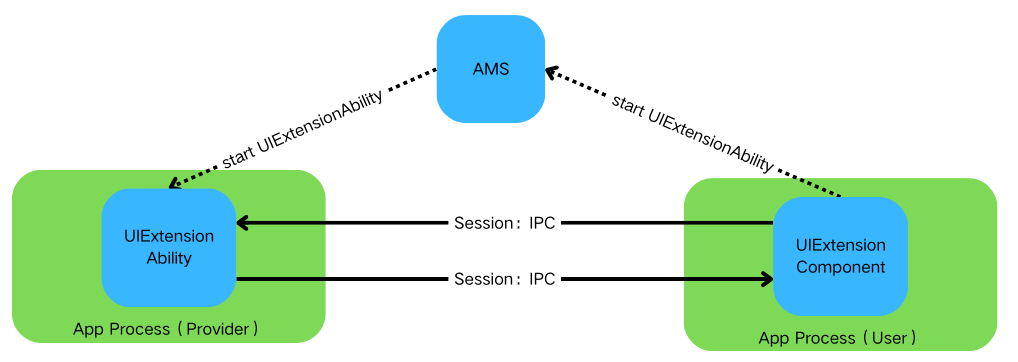 AMS
start UIExtensionAbility
start UIExtensionAbility
UIExtension
Ability
Session: IPC
Session: IPC
UIExtension
Component
App Process (Provider)
App Process (User)